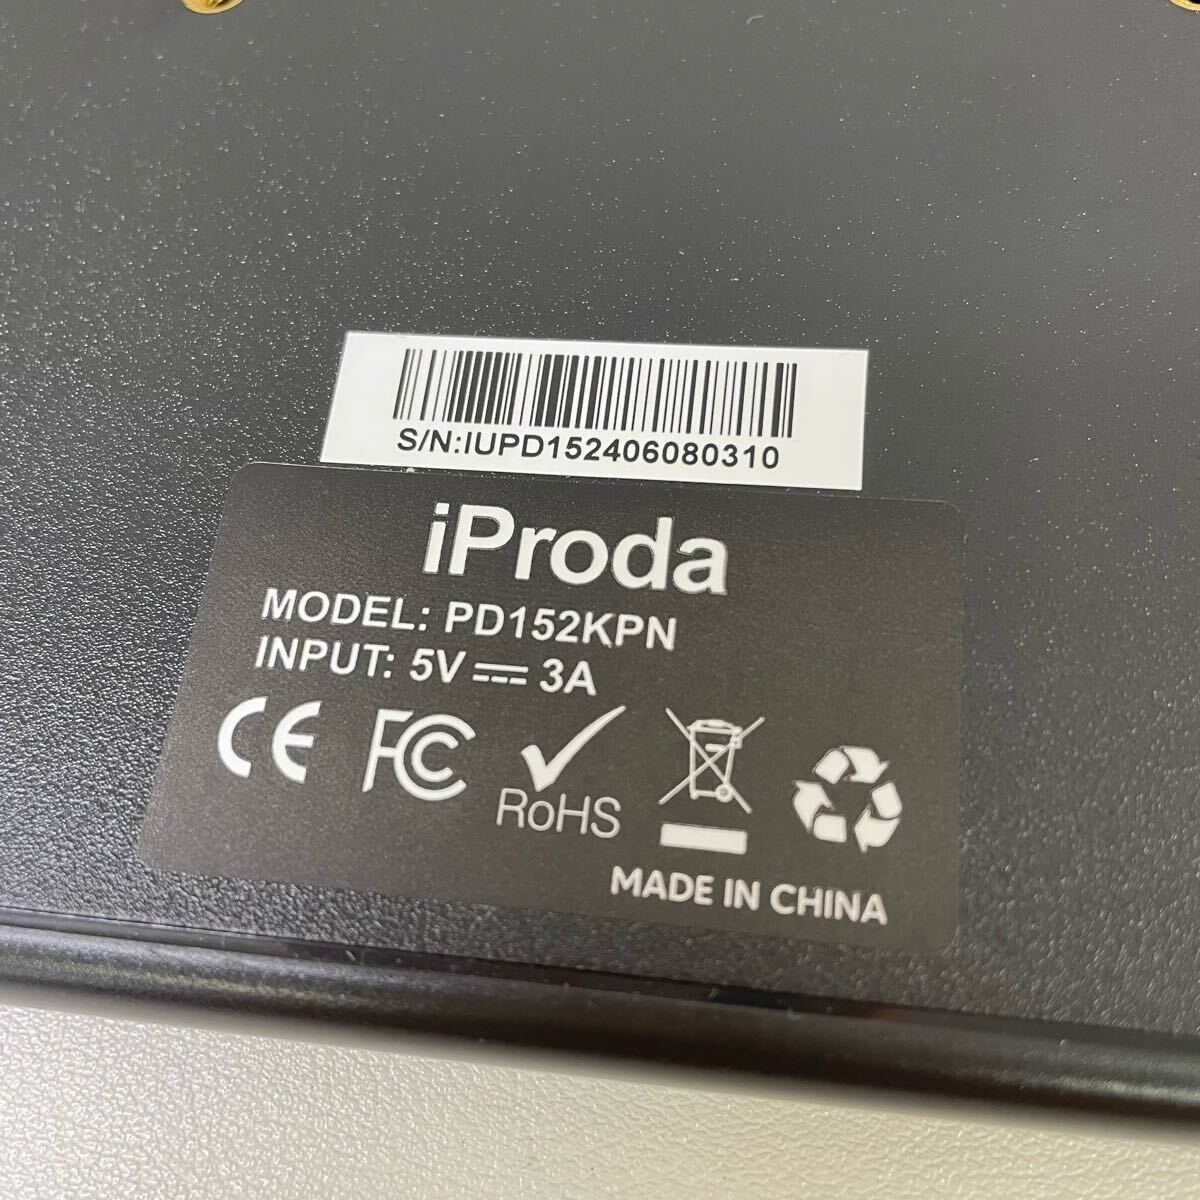 S/N:IUPD152406080310
iProda
MODEL: PD152KPN
INPUT: 5V ⎓ 3A
CE FC RoHS
MADE IN CHINA